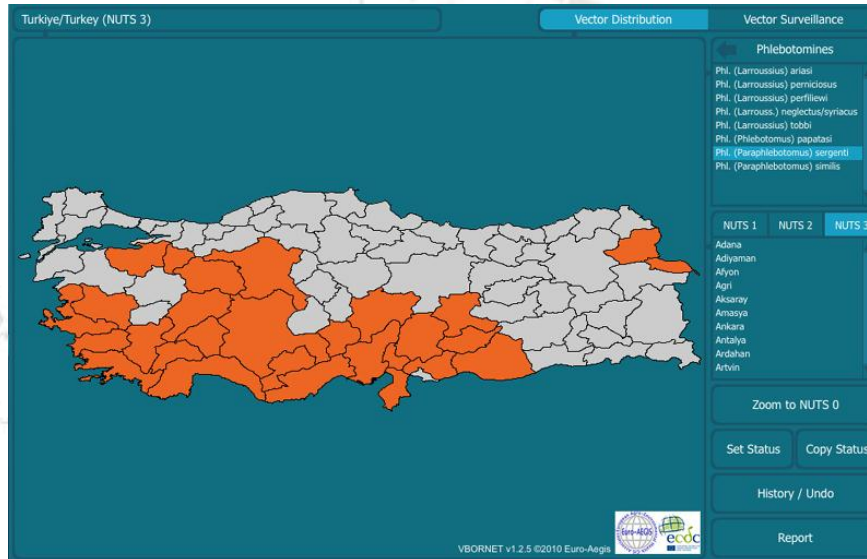 Turkiye/Turkey (NUTS 3)
Vector Distribution
Vector Surveillance
Phlebotomines
Phl. (Larroussius) ariasi
Phl. (Larroussius) perniciosus
Phl. (Larroussius) perfiliewi
Phl. (Larrouss.) neglectus/syriacus
Phl. (Larroussius) tobbi
Phl. (Phlebotomus) papatasi
Phl. (Paraphlebotomus) sergenti
Phl. (Paraphlebotomus) similis
NUTS 1
NUTS 2
NUTS 3
Adana
Adiyaman
Afyon
Agri
Aksaray
Amasya
Ankara
Antalya
Ardahan
Artvin
Zoom to NUTS 0
Set Status
Copy Status
History / Undo
Report
Euro-AEGIS
ecdc
VBORNET v1.2.5 ©2010 Euro-Aegis